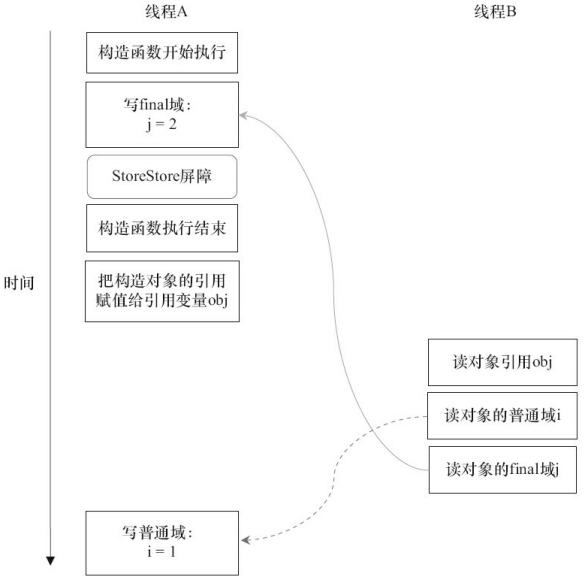 线程A
线程B
构造函数开始执行
写final域：
j = 2
StoreStore屏障
构造函数执行结束
把构造对象的引用
赋值给引用变量obj
时间
读对象引用obj
读对象的普通域i
读对象的final域j
写普通域：
i = 1